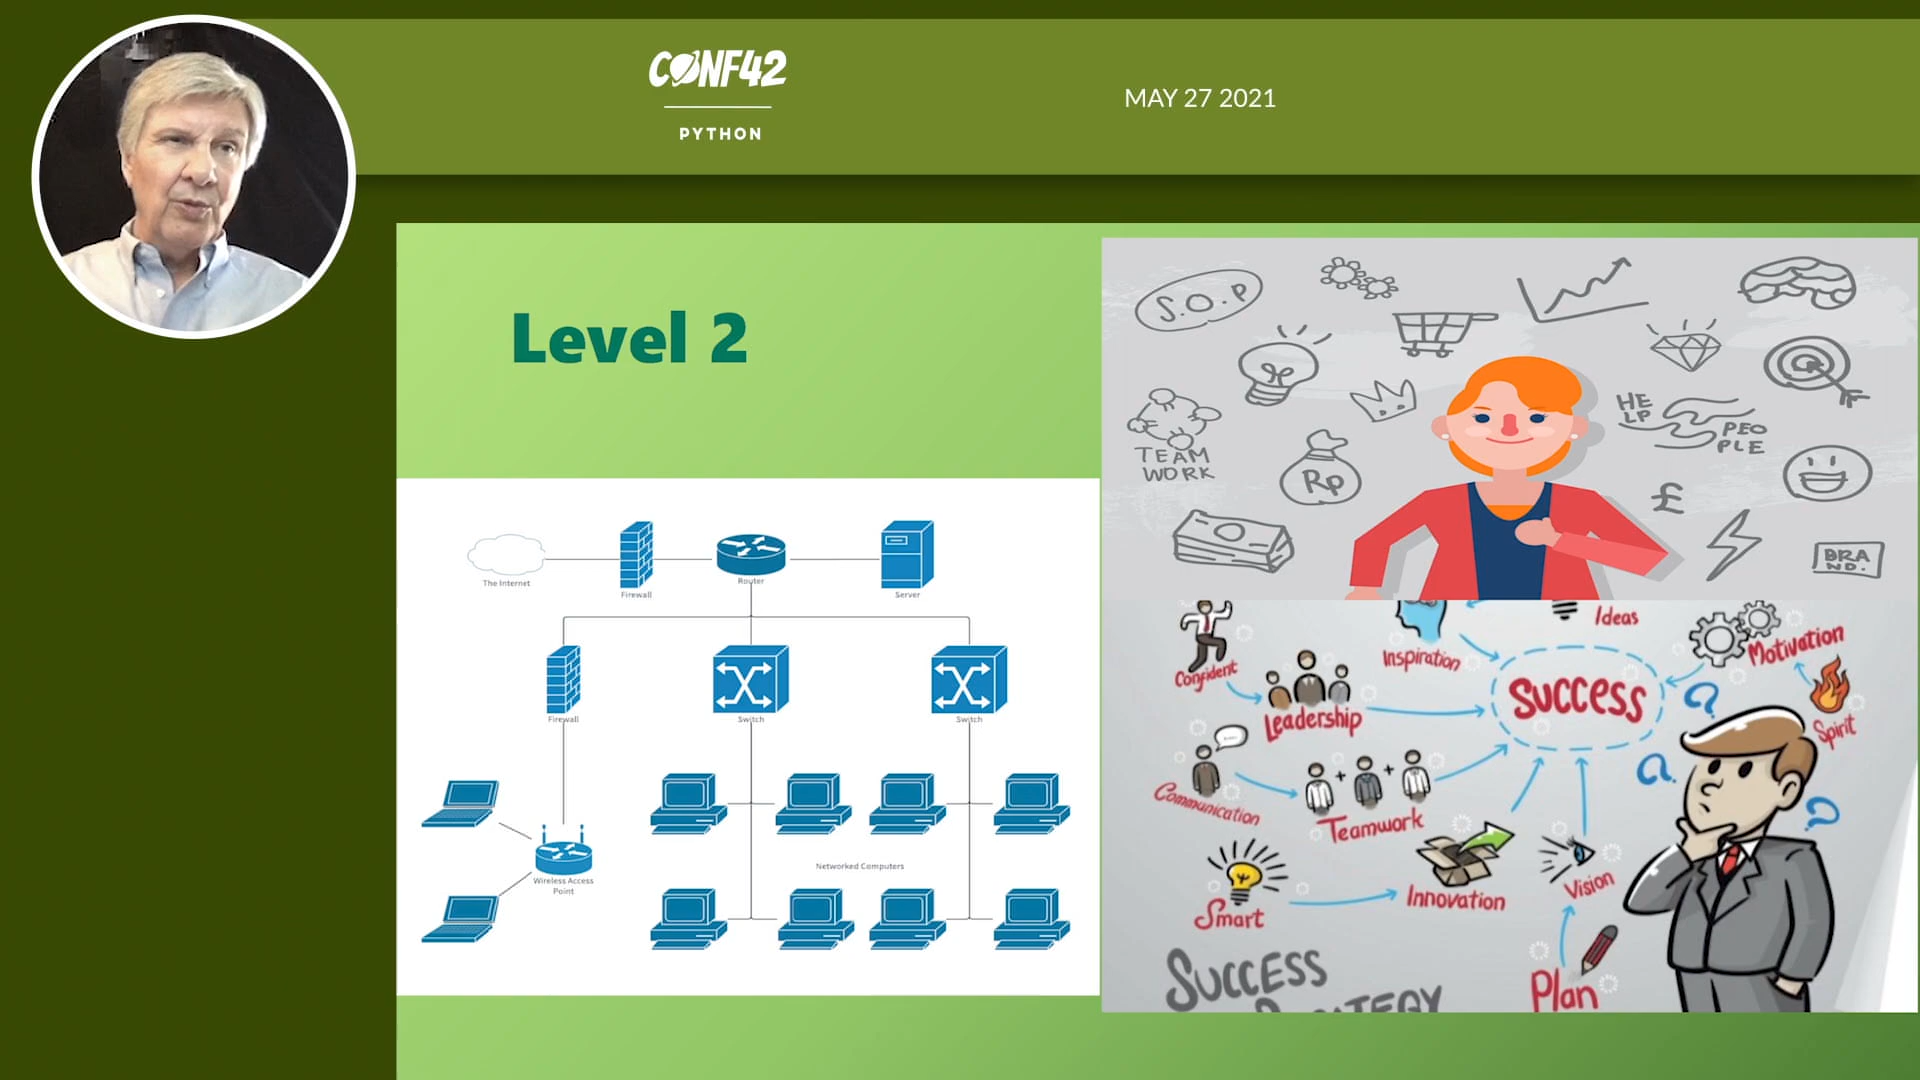 CONF42
PYTHON
MAY 27 2021
Level 2
The Internet
Firewall
Router
Server
Firewall
Switch
Switch
Wireless Access
Point
Networked Computers
S.O.P
TEAM
WORK
Rp
HE
LP
PEO
PLE
£
BRA
ND.
Ideas
Confident
Inspiration
Motivation
Leadership
SUCCESS
Spirit
Communication
Teamwork
Smart
Innovation
Vision
Plan
SUCCESS
STRATEGY